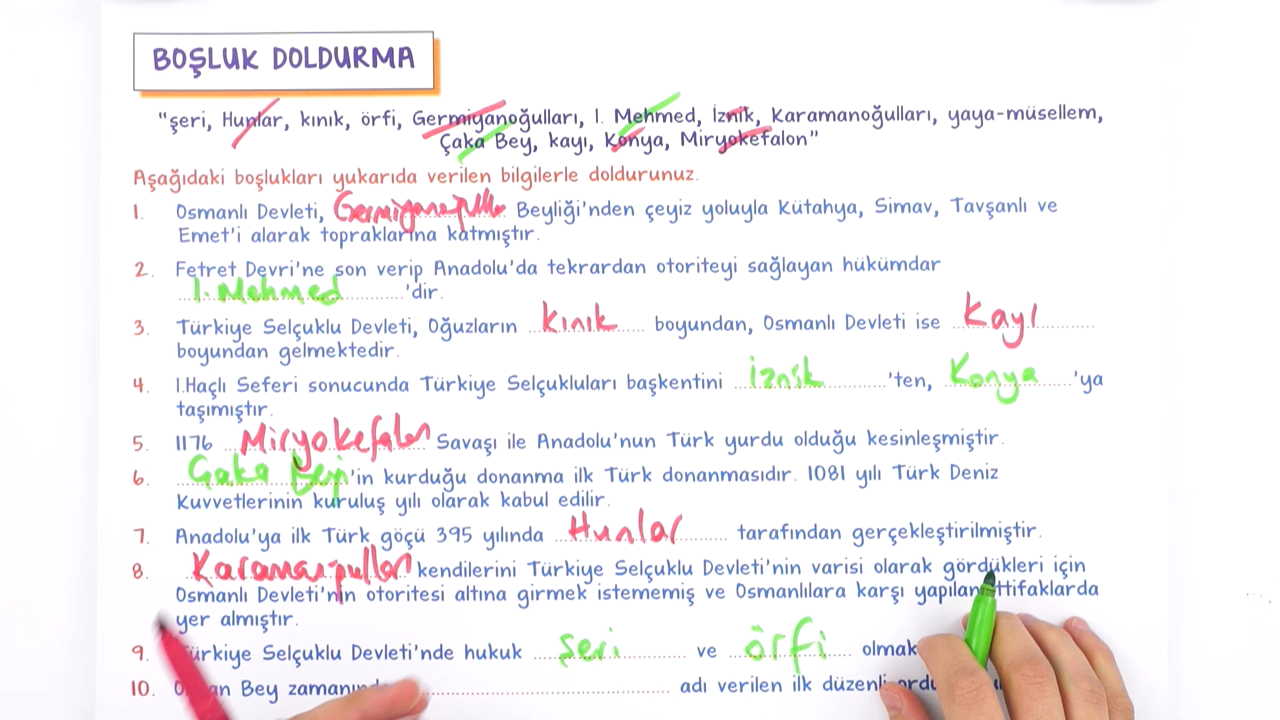 BOŞLUK DOLDURMA
"şeri, Hunlar, kınık, örfi, Germiyanoğulları, I. Mehmed, İznik, Karamanoğulları, yaya-müsellem,
Çaka Bey, kayı, Konya, Miryokefalon"
Aşağıdaki boşlukları yukarıda verilen bilgilerle doldurunuz.
1. Osmanlı Devleti, Beyliği'nden çeyiz yoluyla Kütahya, Simav, Tavşanlı ve
Emet'i alarak topraklarına katmıştır.
2. Fetret Devri'ne son verip Anadolu'da tekrardan otoriteyi sağlayan hükümdar
I. Mehmed 'dir.
3. Türkiye Selçuklu Devleti, Oğuzların kınık boyundan, Osmanlı Devleti ise Kayı
boyundan gelmektedir.
4. I.Haçlı Seferi sonucunda Türkiye Selçukluları başkentini İznik 'ten, Konya 'ya
taşımıştır.
5. 1176 Miryokefalon Savaşı ile Anadolu'nun Türk yurdu olduğu kesinleşmiştir.
6. Çaka Bey 'in kurduğu donanma ilk Türk donanmasıdır. 1081 yılı Türk Deniz
Kuvvetlerinin kuruluş yılı olarak kabul edilir.
7. Anadolu'ya ilk Türk göçü 395 yılında Hunlar tarafından gerçekleştirilmiştir.
8. kendilerini Türkiye Selçuklu Devleti'nin varisi olarak gördükleri için
Osmanlı Devleti'nin otoritesi altına girmek istememiş ve Osmanlılara karşı yapılan ittifaklarda
yer almıştır.
9. Türkiye Selçuklu Devleti'nde hukuk şeri ve örfi olmak
10. Bey zamanında adı verilen ilk düzenli